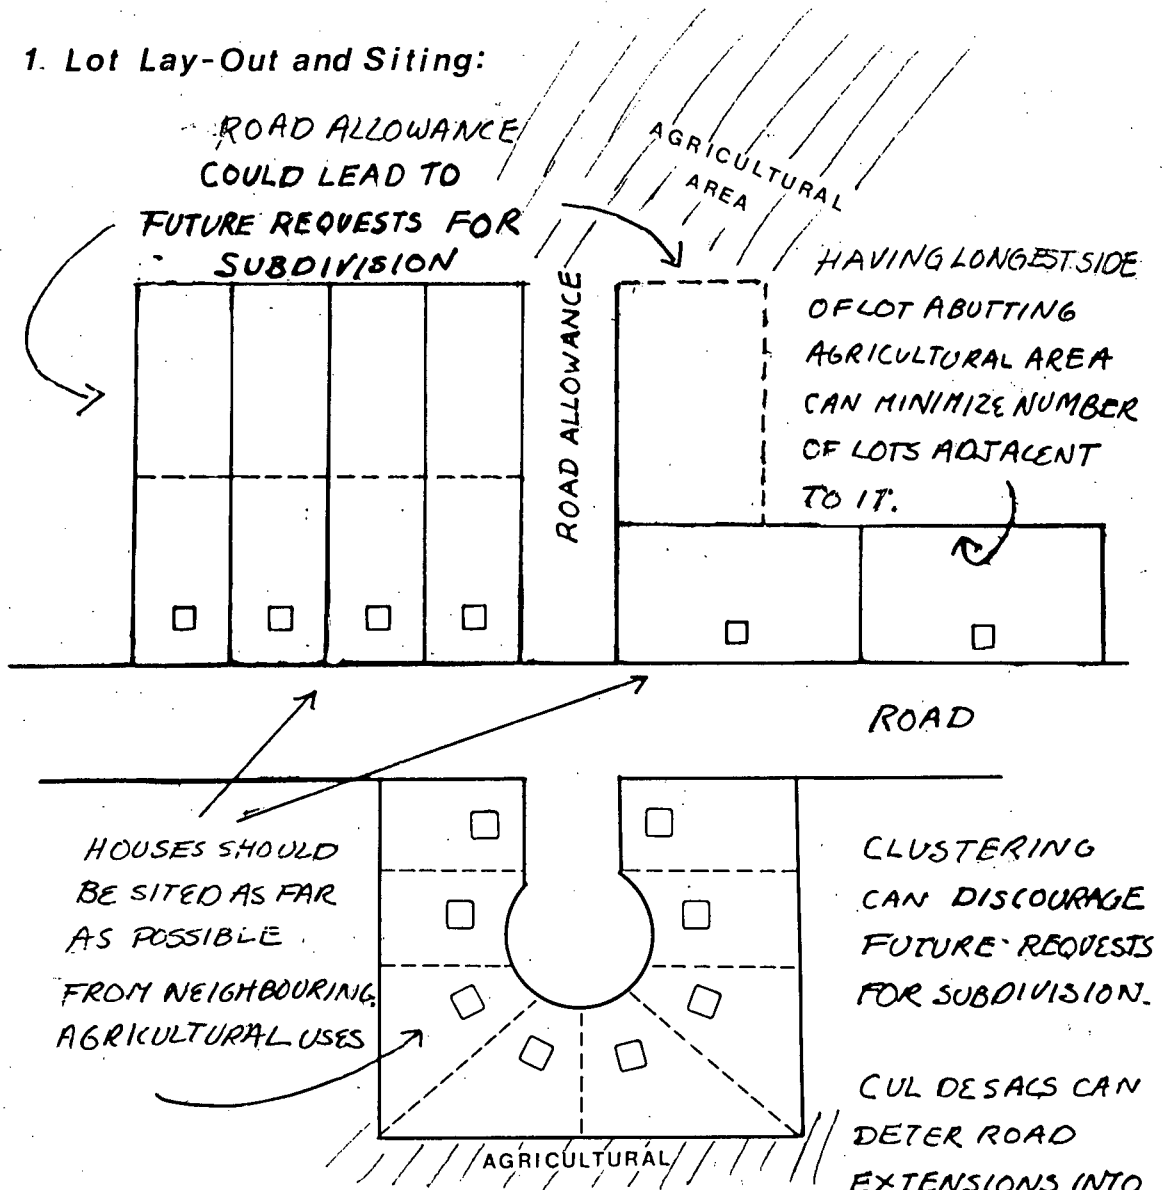 1. Lot Lay-Out and Siting:
ROAD ALLOWANCE
COULD LEAD TO
FUTURE REQUESTS FOR
SUBDIVISION
AGRICULTURAL
AREA
ROAD ALLOWANCE
HAVING LONGEST SIDE
OF LOT ABUTTING
AGRICULTURAL AREA
CAN MINIMIZE NUMBER
OF LOTS ADJACENT
TO IT.
ROAD
HOUSES SHOULD
BE SITED AS FAR
AS POSSIBLE
FROM NEIGHBOURING
AGRICULTURAL USES
CLUSTERING
CAN DISCOURAGE
FUTURE REQUESTS
FOR SUBDIVISION.
CUL DE SACS CAN
DETER ROAD
EXTENSIONS INTO
AGRICULTURAL